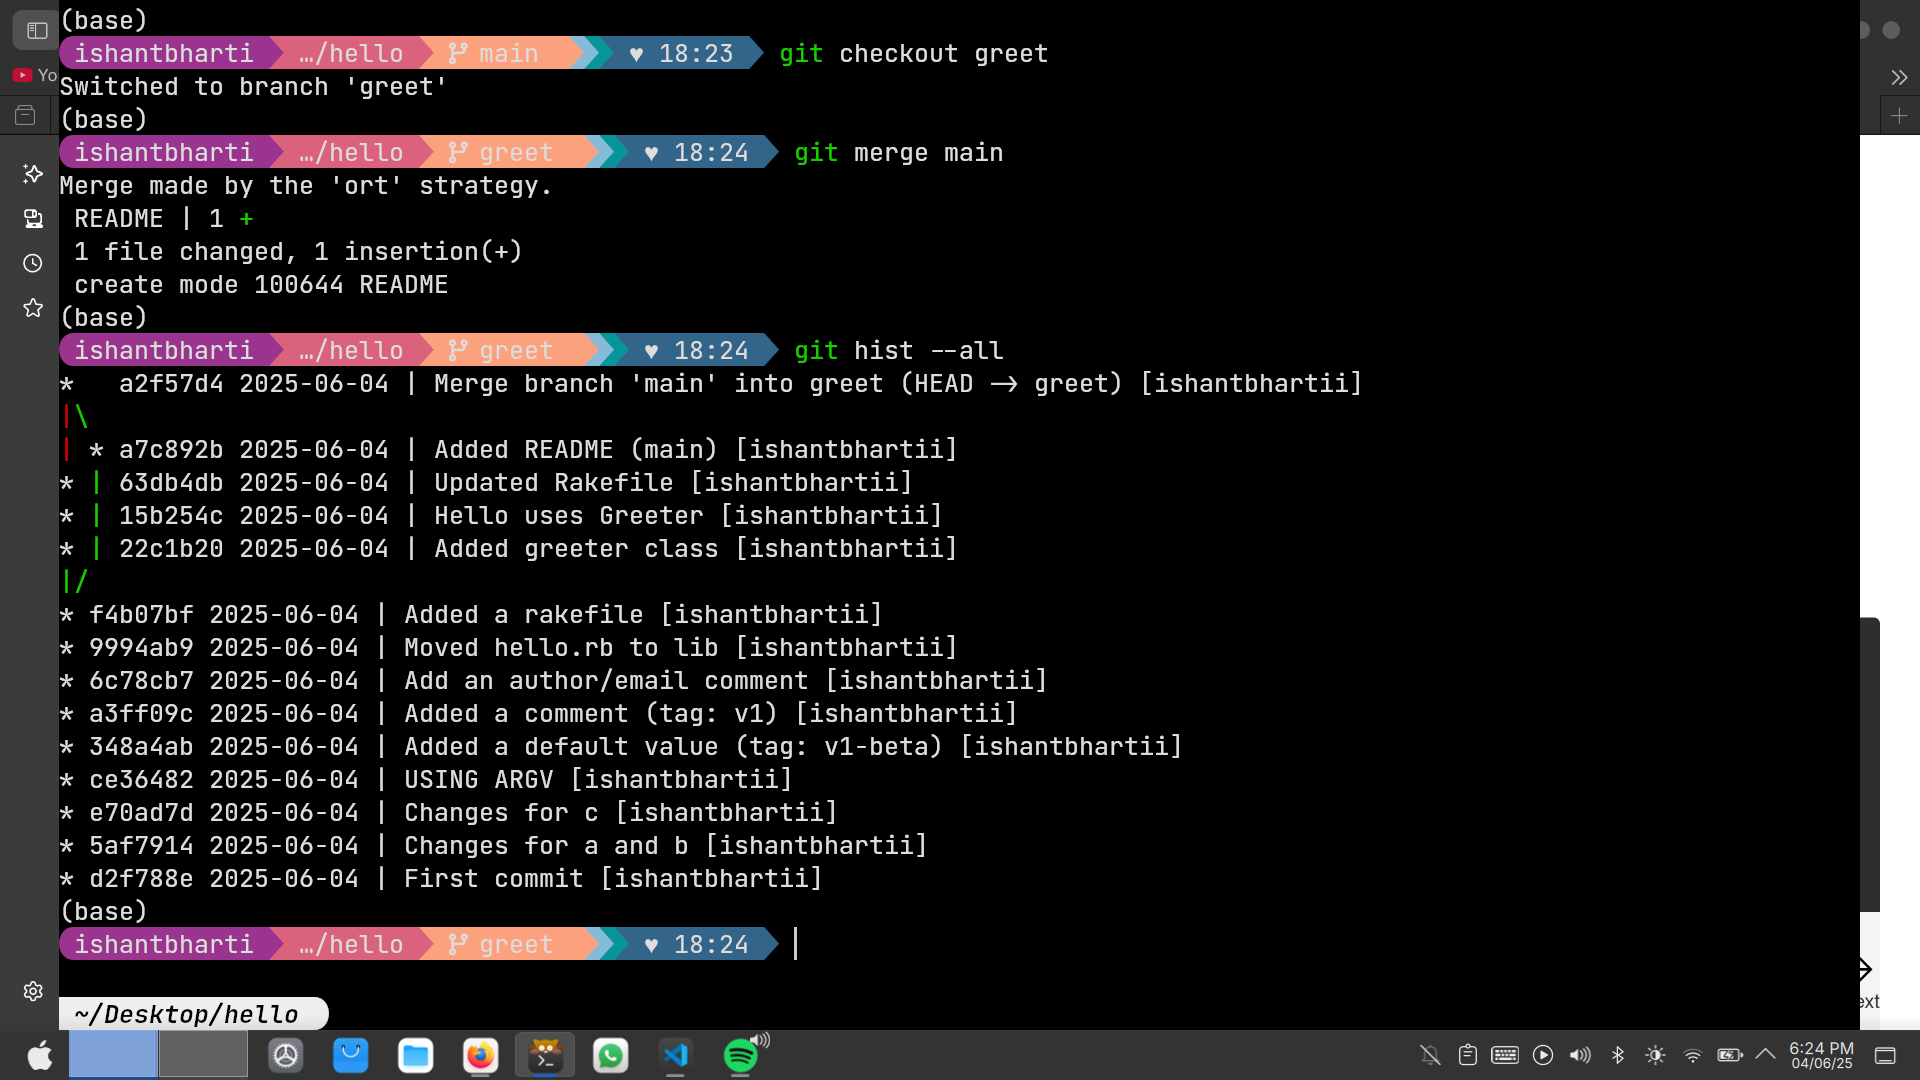 (base)
ishantbharti …/hello main ♥ 18:23 git checkout greet
Switched to branch 'greet'
(base)
ishantbharti …/hello greet ♥ 18:24 git merge main
Merge made by the 'ort' strategy.
README | 1 +
1 file changed, 1 insertion(+)
create mode 100644 README
(base)
ishantbharti …/hello greet ♥ 18:24 git hist --all
*   a2f57d4 2025-06-04 | Merge branch 'main' into greet (HEAD -> greet) [ishantbhartii]
|\
| * a7c892b 2025-06-04 | Added README (main) [ishantbhartii]
* | 63db4db 2025-06-04 | Updated Rakefile [ishantbhartii]
* | 15b254c 2025-06-04 | Hello uses Greeter [ishantbhartii]
* | 22c1b20 2025-06-04 | Added greeter class [ishantbhartii]
|/
* f4b07bf 2025-06-04 | Added a rakefile [ishantbhartii]
* 9994ab9 2025-06-04 | Moved hello.rb to lib [ishantbhartii]
* 6c78cb7 2025-06-04 | Add an author/email comment [ishantbhartii]
* a3ff09c 2025-06-04 | Added a comment (tag: v1) [ishantbhartii]
* 348a4ab 2025-06-04 | Added a default value (tag: v1-beta) [ishantbhartii]
* ce36482 2025-06-04 | USING ARGV [ishantbhartii]
* e70ad7d 2025-06-04 | Changes for c [ishantbhartii]
* 5af7914 2025-06-04 | Changes for a and b [ishantbhartii]
* d2f788e 2025-06-04 | First commit [ishantbhartii]
(base)
ishantbharti …/hello greet ♥ 18:24
~/Desktop/hello
Yo
ext
6:24 PM
04/06/25